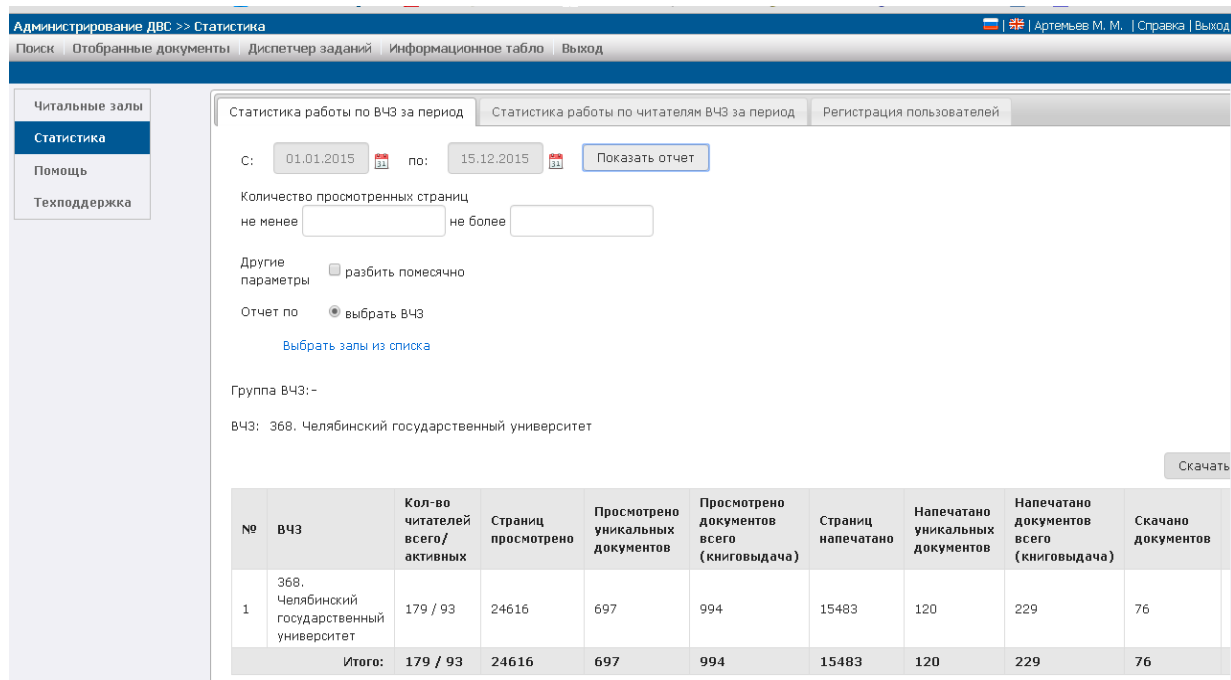 Администрирование ДВС >> Статистика | Артемьев М. М. | Справка | Выход
Поиск Отобранные документы Диспетчер заданий Информационное табло Выход
Читальные залы
Статистика
Помощь
Техподдержка
Статистика работы по ВЧЗ за период Статистика работы по читателям ВЧЗ за период Регистрация пользователей
С: 01.01.2015 31 по: 15.12.2015 31 Показать отчет
Количество просмотренных страниц
не менее не более
Другие
параметры разбить помесячно
Отчет по выбрать ВЧЗ
Выбрать залы из списка
Группа ВЧЗ:-
ВЧЗ: 368. Челябинский государственный университет
Скачать
№ ВЧЗ Кол-во читателей всего/ активных Страниц просмотрено Просмотрено уникальных документов Просмотрено документов всего (книговыдача) Страниц напечатано Напечатано уникальных документов Напечатано документов всего (книговыдача) Скачано документов
1 368. Челябинский государственный университет 179 / 93 24616 697 994 15483 120 229 76
Итого: 179 / 93 24616 697 994 15483 120 229 76